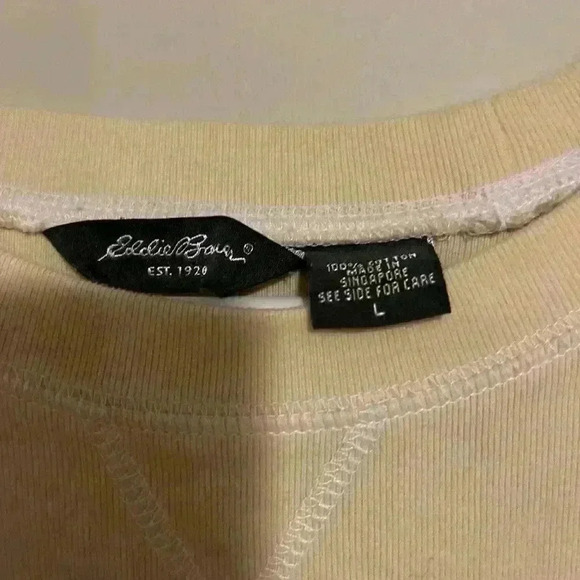 Eddie Bauer ®
EST. 1920
100% COTTON
MADE IN
SINGAPORE
SEE SIDE FOR CARE
L